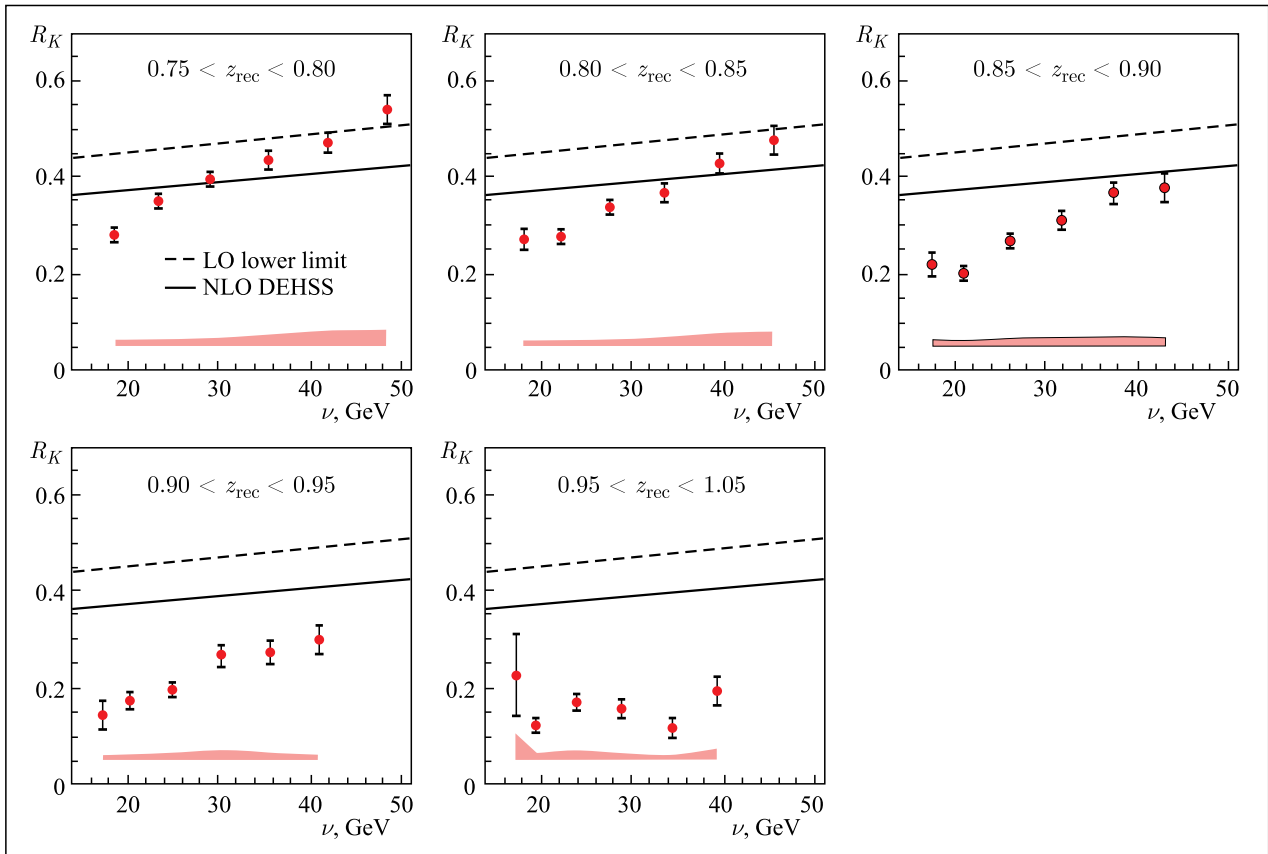 R_K
0.75 < z_rec < 0.80
0.6
0.4
0.2
0
LO lower limit
NLO DEHSS
20 30 40 50
ν, GeV
R_K
0.80 < z_rec < 0.85
0.6
0.4
0.2
0
20 30 40 50
ν, GeV
R_K
0.85 < z_rec < 0.90
0.6
0.4
0.2
0
20 30 40 50
ν, GeV
R_K
0.90 < z_rec < 0.95
0.6
0.4
0.2
0
20 30 40 50
ν, GeV
R_K
0.95 < z_rec < 1.05
0.6
0.4
0.2
0
20 30 40 50
ν, GeV